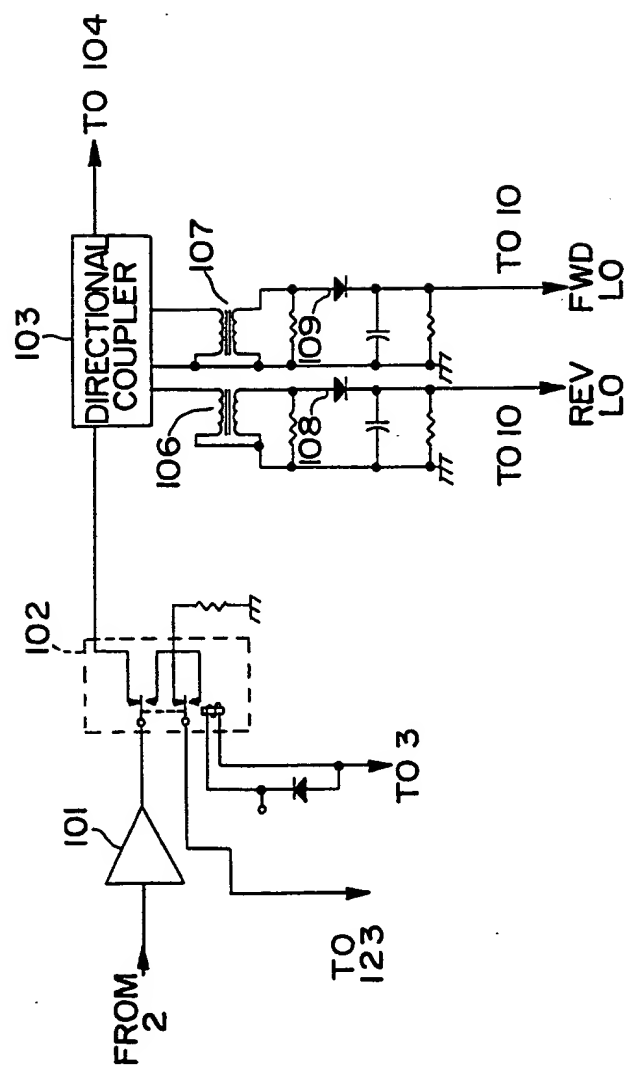 103
DIRECTIONAL
COUPLER
TO 104
107
106
109
108
102
101
FROM
2
TO 3
TO
123
TO 10
REV
LO
TO 10
FWD
LO